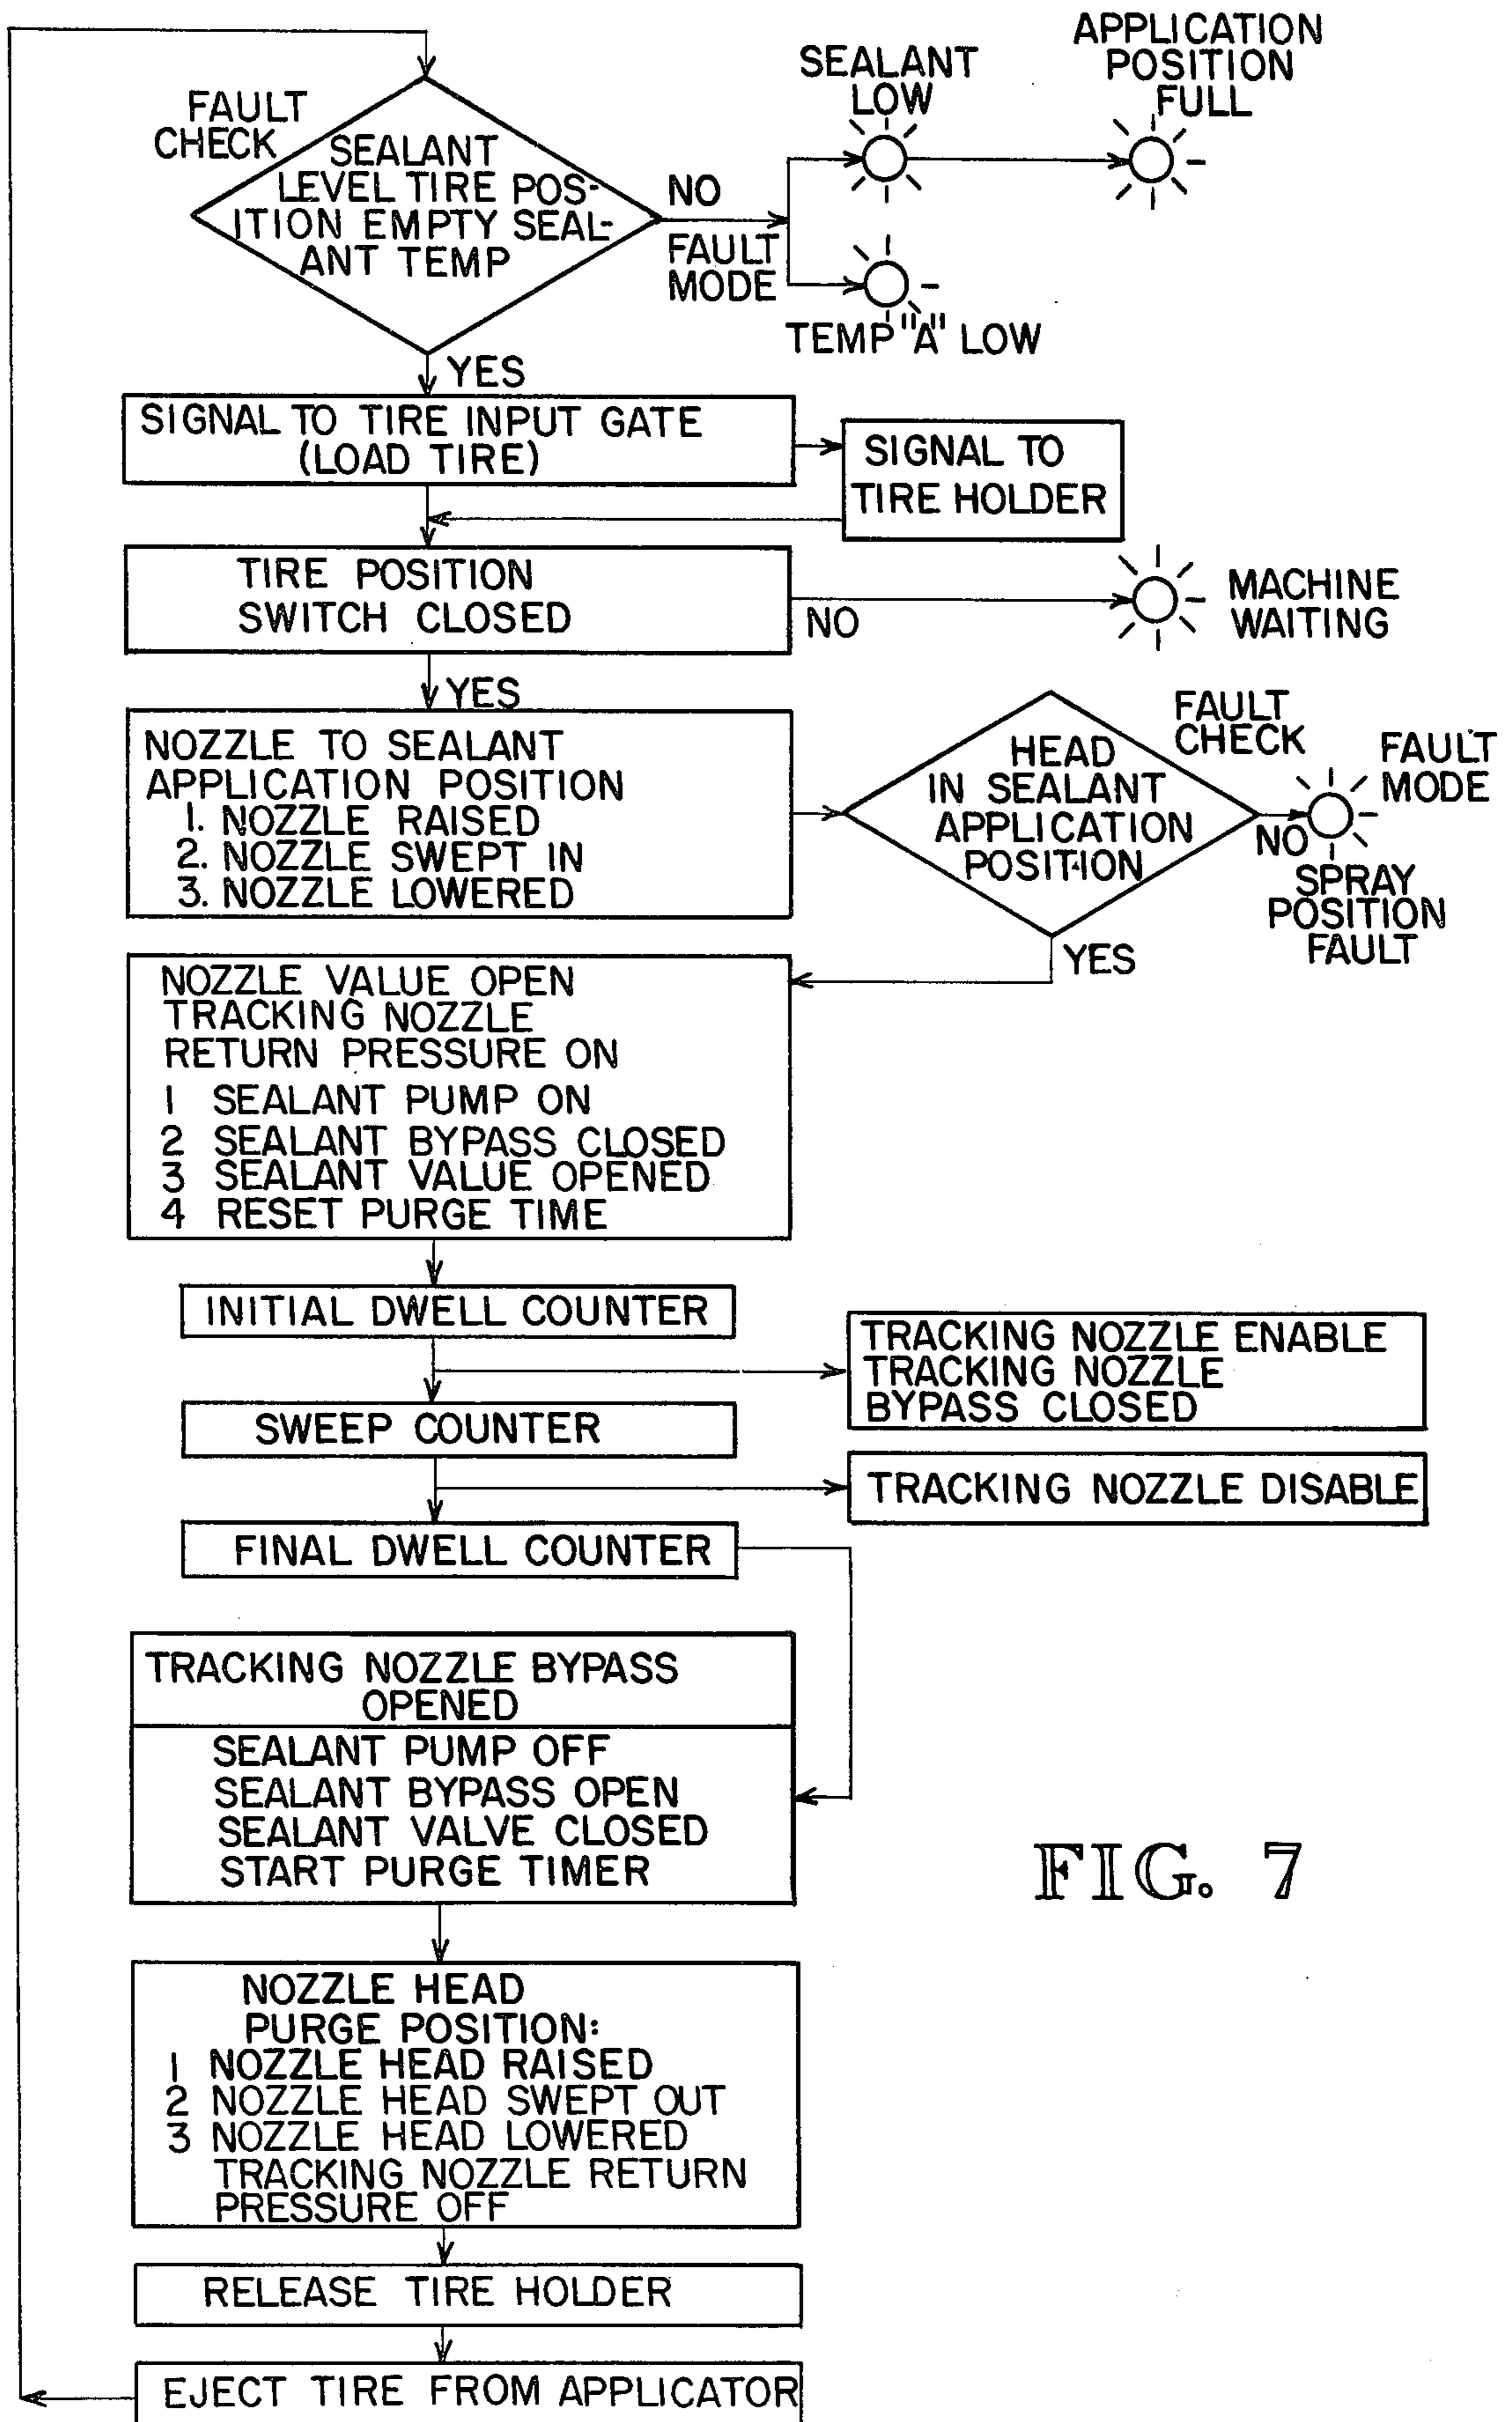 APPLICATION
POSITION
FULL
SEALANT
LOW
FAULT
CHECK
SEALANT
LEVEL TIRE POS-
ITION EMPTY SEAL-
ANT TEMP
NO
FAULT
MODE
TEMP "A" LOW
YES
SIGNAL TO TIRE INPUT GATE
(LOAD TIRE)
SIGNAL TO
TIRE HOLDER
TIRE POSITION
SWITCH CLOSED
NO
MACHINE
WAITING
YES
NOZZLE TO SEALANT
APPLICATION POSITION
1. NOZZLE RAISED
2. NOZZLE SWEPT IN
3. NOZZLE LOWERED
HEAD
IN SEALANT
APPLICATION
POSITION
FAULT
CHECK
FAULT
MODE
NO
SPRAY
POSITION
FAULT
YES
NOZZLE VALUE OPEN
TRACKING NOZZLE
RETURN PRESSURE ON
1 SEALANT PUMP ON
2 SEALANT BYPASS CLOSED
3 SEALANT VALUE OPENED
4 RESET PURGE TIME
INITIAL DWELL COUNTER
TRACKING NOZZLE ENABLE
TRACKING NOZZLE
BYPASS CLOSED
SWEEP COUNTER
TRACKING NOZZLE DISABLE
FINAL DWELL COUNTER
TRACKING NOZZLE BYPASS
OPENED
SEALANT PUMP OFF
SEALANT BYPASS OPEN
SEALANT VALVE CLOSED
START PURGE TIMER
FIG. 7
NOZZLE HEAD
PURGE POSITION:
1 NOZZLE HEAD RAISED
2 NOZZLE HEAD SWEPT OUT
3 NOZZLE HEAD LOWERED
TRACKING NOZZLE RETURN
PRESSURE OFF
RELEASE TIRE HOLDER
EJECT TIRE FROM APPLICATOR